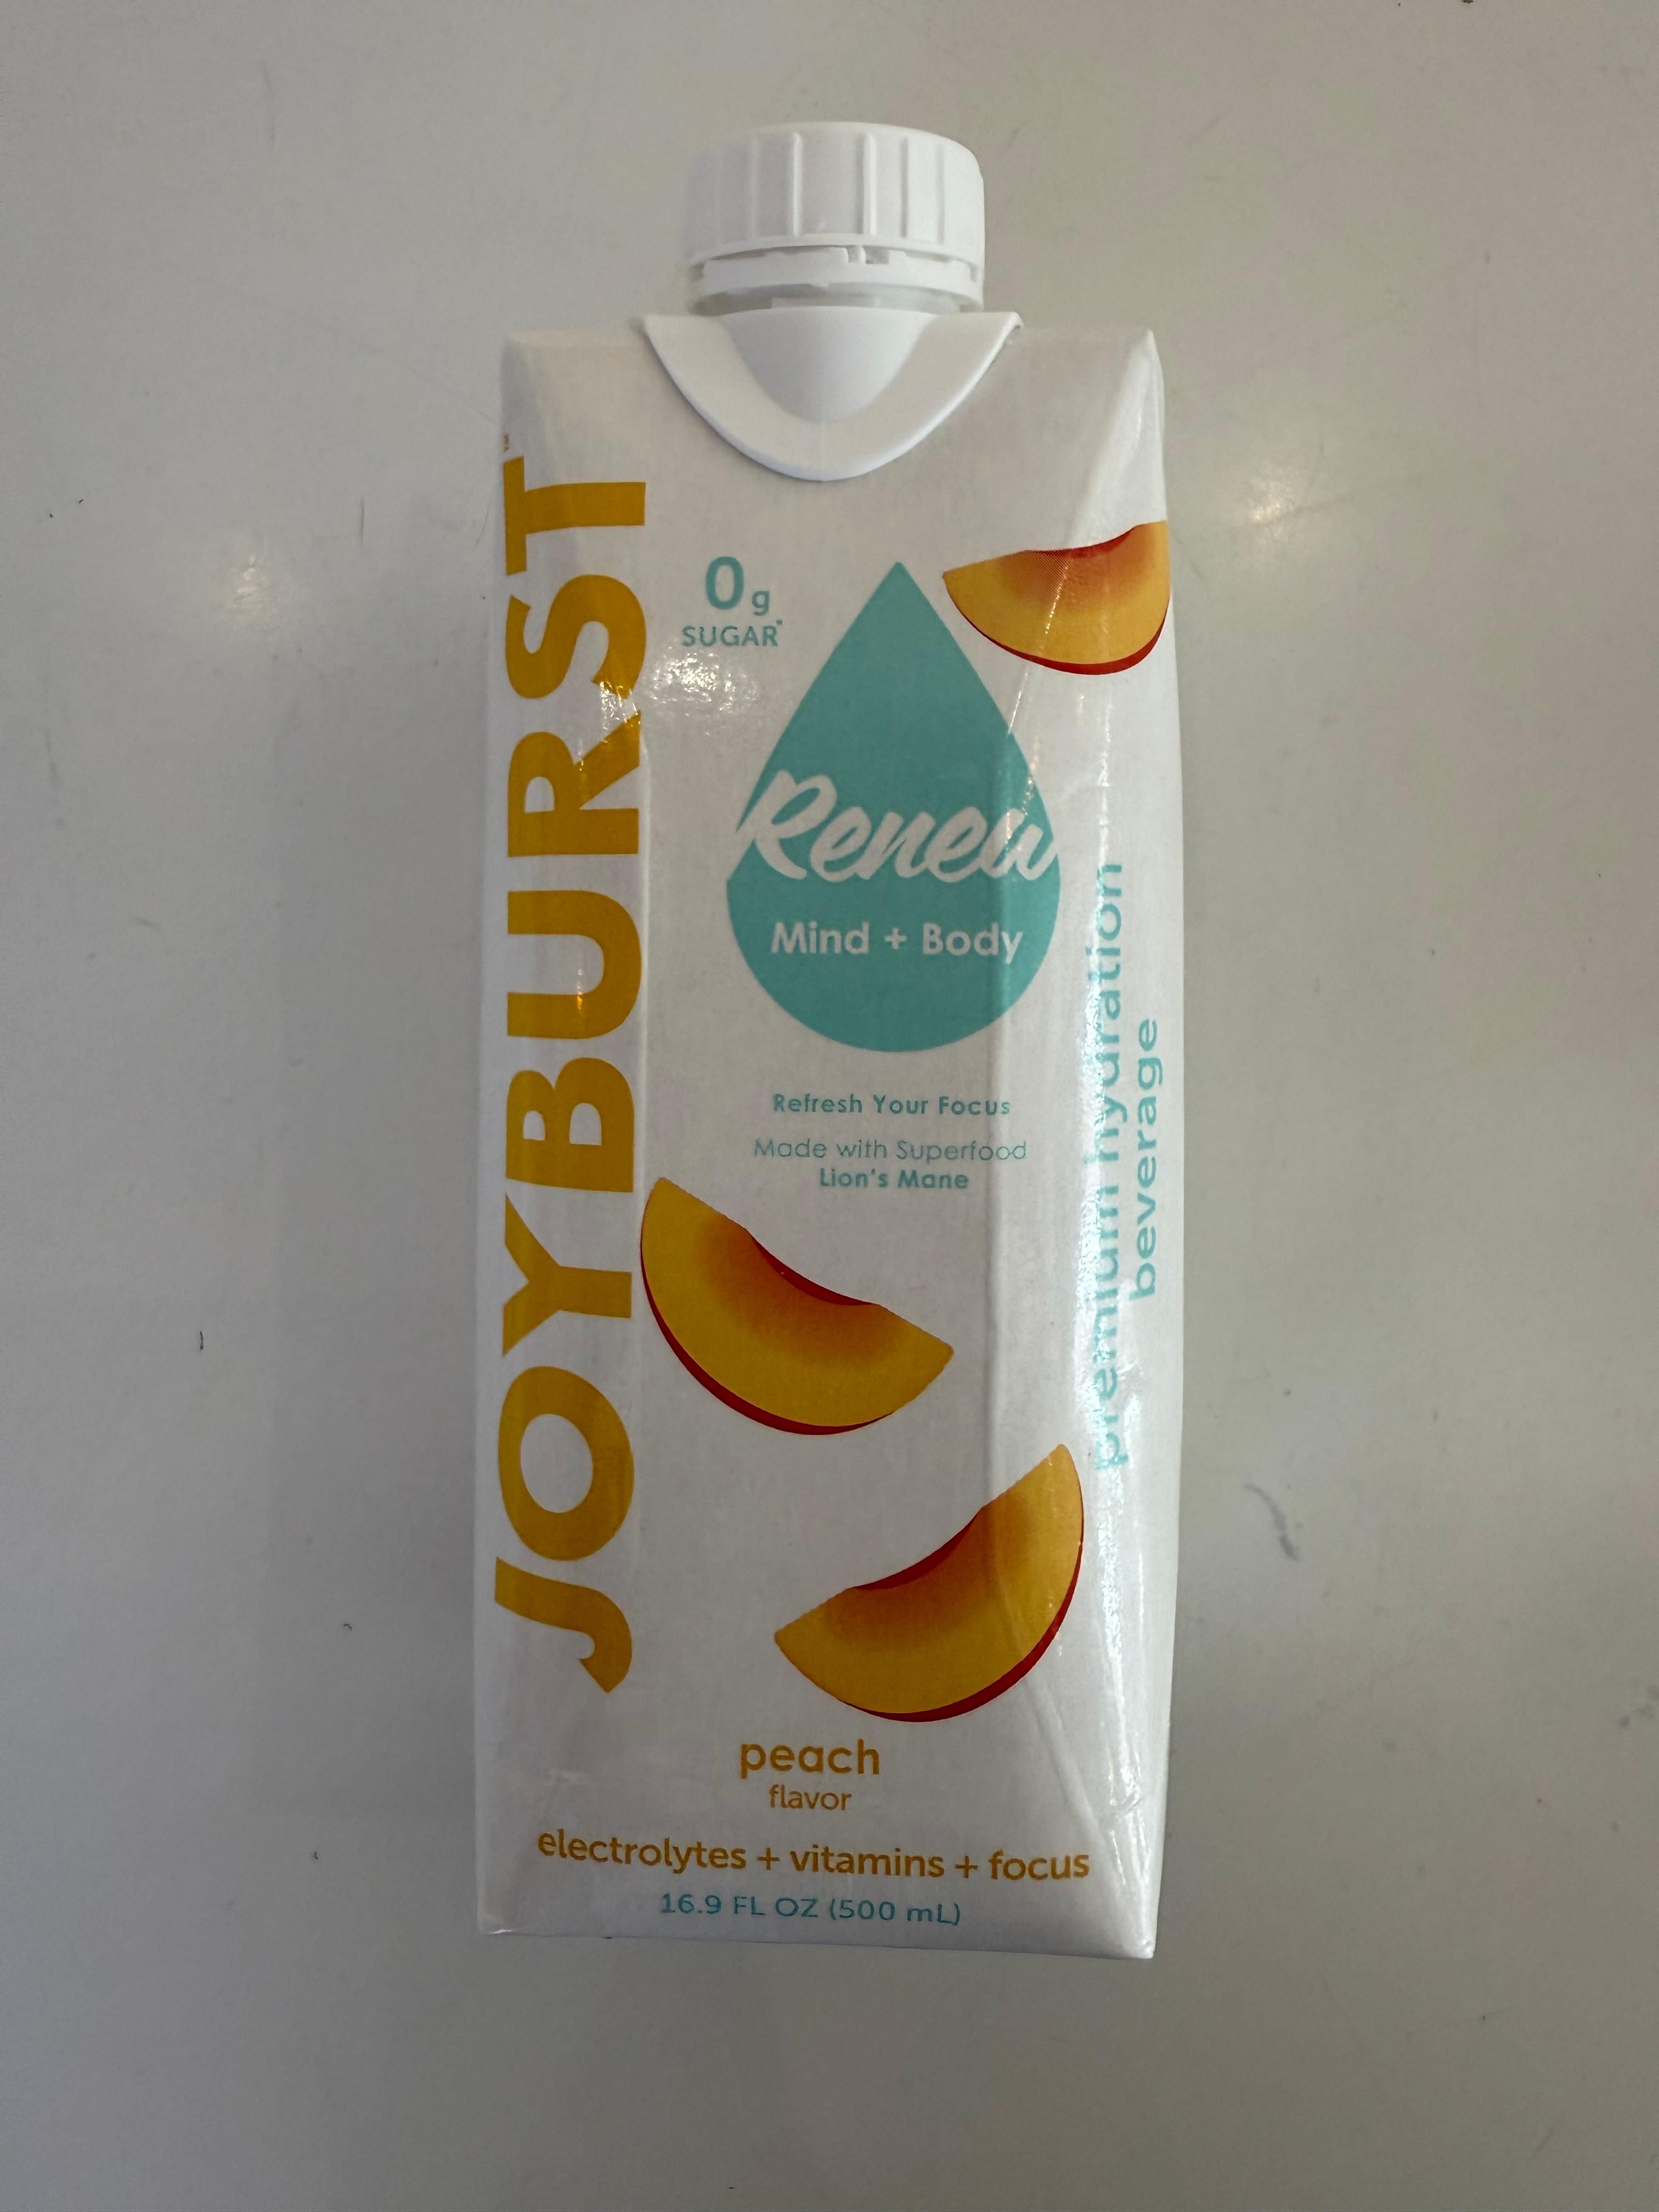 JOYBURST
0g
SUGAR*
Renew
Mind + Body
Refresh Your Focus
Made with Superfood
Lion's Mane
premium hydration
beverage
peach
flavor
electrolytes + vitamins + focus
16.9 FL OZ (500 mL)